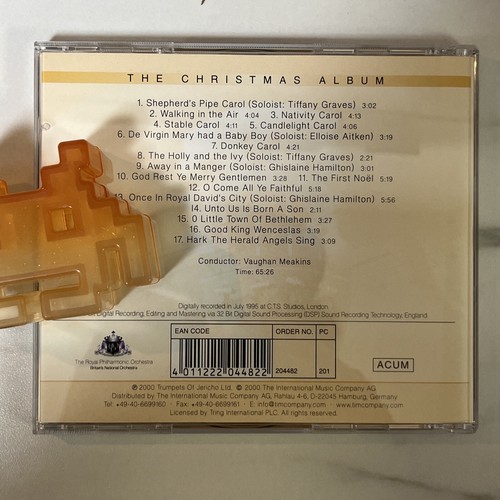 THE CHRISTMAS ALBUM
1. Shepherd's Pipe Carol (Soloist: Tiffany Graves) 3:02
2. Walking in the Air 4:04 3. Nativity Carol 4:13
4. Stable Carol 4:11 5. Candlelight Carol 4:06
6. De Virgin Mary had a Baby Boy (Soloist: Elloise Aitken) 3:19
7. Donkey Carol 4:21
8. The Holly and the Ivy (Soloist: Tiffany Graves) 2:21
9. Away in a Manger (Soloist: Ghislaine Hamilton) 3:31
10. God Rest Ye Merry Gentlemen 3:28 11. The First Noël 5:19
12. O Come All Ye Faithful 5:18
13. Once In Royal David's City (Soloist: Ghislaine Hamilton) 5:56
14. Unto Us Is Born A Son 2:11
15. O Little Town Of Bethlehem 3:27
16. Good King Wenceslas 3:19
17. Hark The Herald Angels Sing 3:09
Conductor: Vaughan Meakins
Time: 65:26
Digitally recorded in July 1995 at C.T.S. Studios, London
Digital Recording, Editing and Mastering via 32 Bit Digital Sound Processing (DSP) Sound Recording Technology, England
The Royal Philharmonic Orchestra
Britain's National Orchestra
EAN CODE
4 011222 044822
ORDER NO.
204482
PC
201
ACUM
℗ 2000 Trumpets Of Jericho Ltd. © 2000 The International Music Company AG
Distributed by The International Music Company AG, Rahlau 4-6, D-22045 Hamburg, Germany
Tel: +49-40-6699160 · Fax: +49-40-6699161 · E: info@timcompany.com · www.timcompany.com
Licensed by Tring International PLC. All rights reserved.